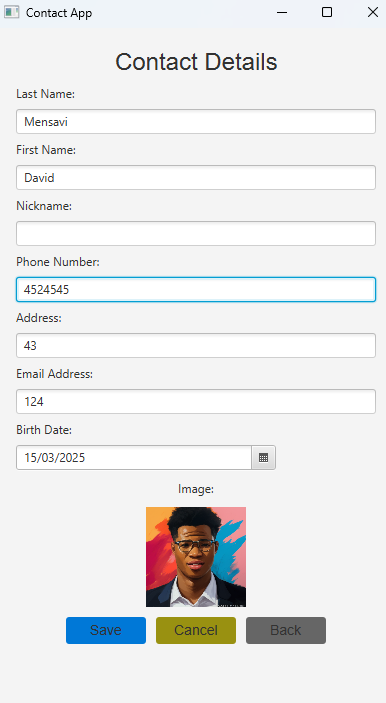 Contact App
Contact Details
Last Name:
Mensavi
First Name:
David
Nickname:
Phone Number:
4524545
Address:
43
Email Address:
124
Birth Date:
15/03/2025
Image:
Save Cancel Back